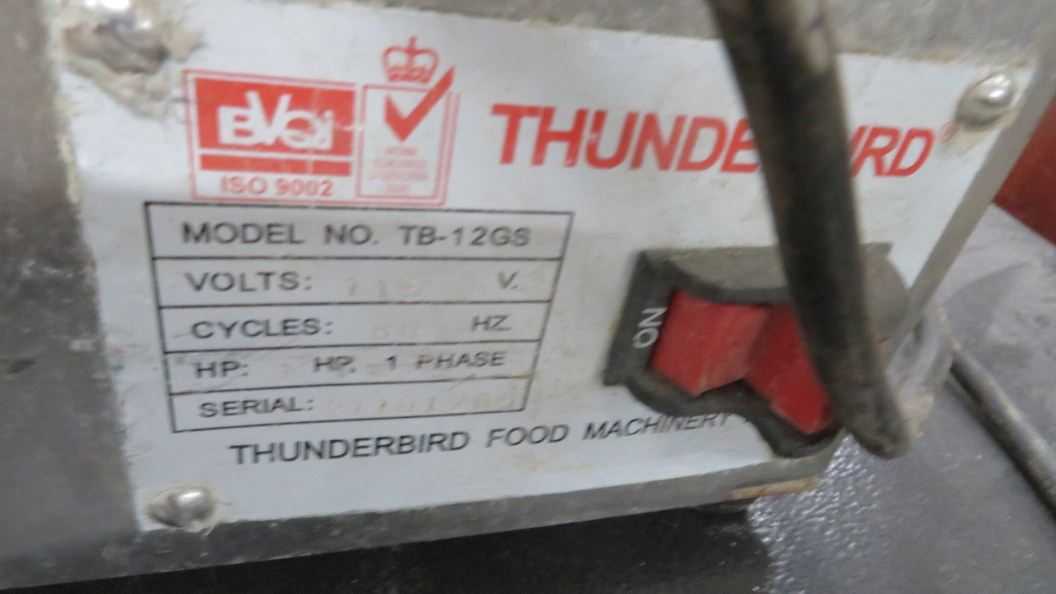 BVQi
ISO 9002
THUNDERBIRD
MODEL NO. TB-12GS
VOLTS: V.
CYCLES: HZ.
HP: HP, 1 PHASE
SERIAL:
THUNDERBIRD FOOD MACHINERY
ON